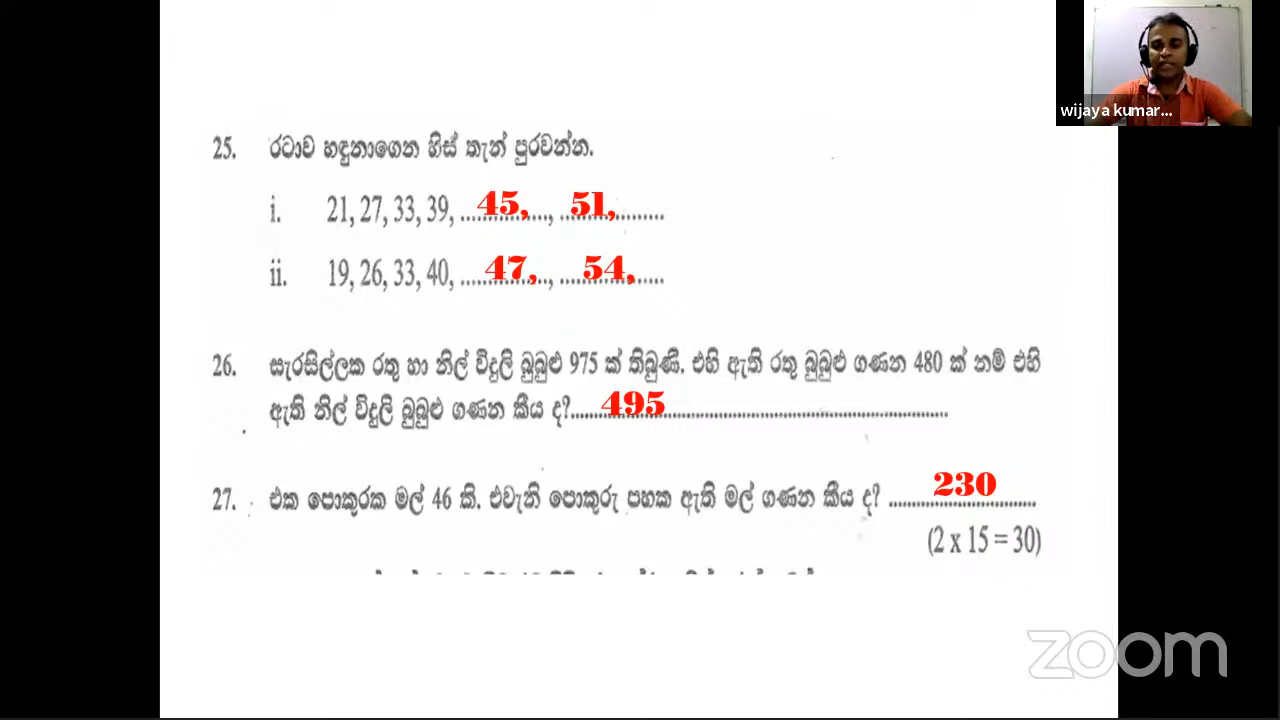 wijaya kumar...
25. රටාව හඳුනාගෙන හිස් තැන් පුරවන්න.
i. 21, 27, 33, 39, ................, ................... 45, 51,
ii. 19, 26, 33, 40, ................, ................... 47, 54,
26. සැරසිල්ලක රතු හා නිල් විදුලි බුබුළු 975 ක් තිබුණි. එහි ඇති රතු බුබුළු ගණන 480 ක් නම් එහි
ඇති නිල් විදුලි බුබුළු ගණන කීය ද?......495..................................................
27. එක පොකුරක මල් 46 කි. එවැනි පොකුරු පහක ඇති මල් ගණන කීය ද? ..........230..........
(2 x 15 = 30)
zoom